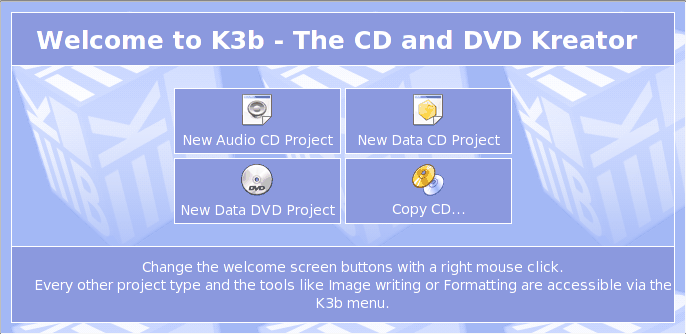 Welcome to K3b - The CD and DVD Kreator
New Audio CD Project
New Data CD Project
DVD
New Data DVD Project
Copy CD...
Change the welcome screen buttons with a right mouse click.
Every other project type and the tools like Image writing or Formatting are accessible via the
K3b menu.